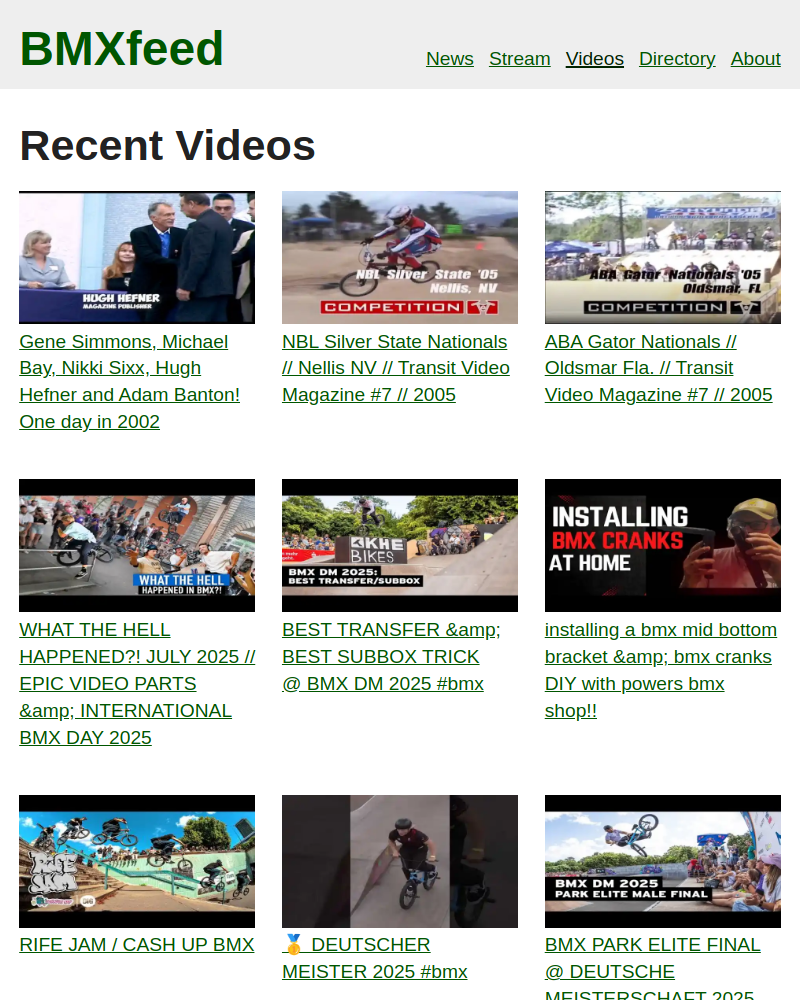 BMXfeed
News Stream Videos Directory About
Recent Videos
HUGH HEFNER
MAGAZINE PUBLISHER
Gene Simmons, Michael
Bay, Nikki Sixx, Hugh
Hefner and Adam Banton!
One day in 2002
NBL Silver State '05
Nellis, NV
COMPETITION
NBL Silver State Nationals
// Nellis NV // Transit Video
Magazine #7 // 2005
ABA Gator Nationals '05
Oldsmar, FL
COMPETITION
ABA Gator Nationals //
Oldsmar Fla. // Transit
Video Magazine #7 // 2005
WHAT THE HELL
HAPPENED IN BMX?!
WHAT THE HELL
HAPPENED?! JULY 2025 //
EPIC VIDEO PARTS
&amp; INTERNATIONAL
BMX DAY 2025
KHE
BIKES
BMX DM 2025:
BEST TRANSFER/SUBBOX
BEST TRANSFER &amp;
BEST SUBBOX TRICK
@ BMX DM 2025 #bmx
INSTALLING
BMX CRANKS
AT HOME
installing a bmx mid bottom
bracket &amp; bmx cranks
DIY with powers bmx
shop!!
RIFE JAM / CASH UP BMX
🥇 DEUTSCHER
MEISTER 2025 #bmx
BMX DM 2025
PARK ELITE MALE FINAL
BMX PARK ELITE FINAL
@ DEUTSCHE
MEISTERSCHAFT 2025